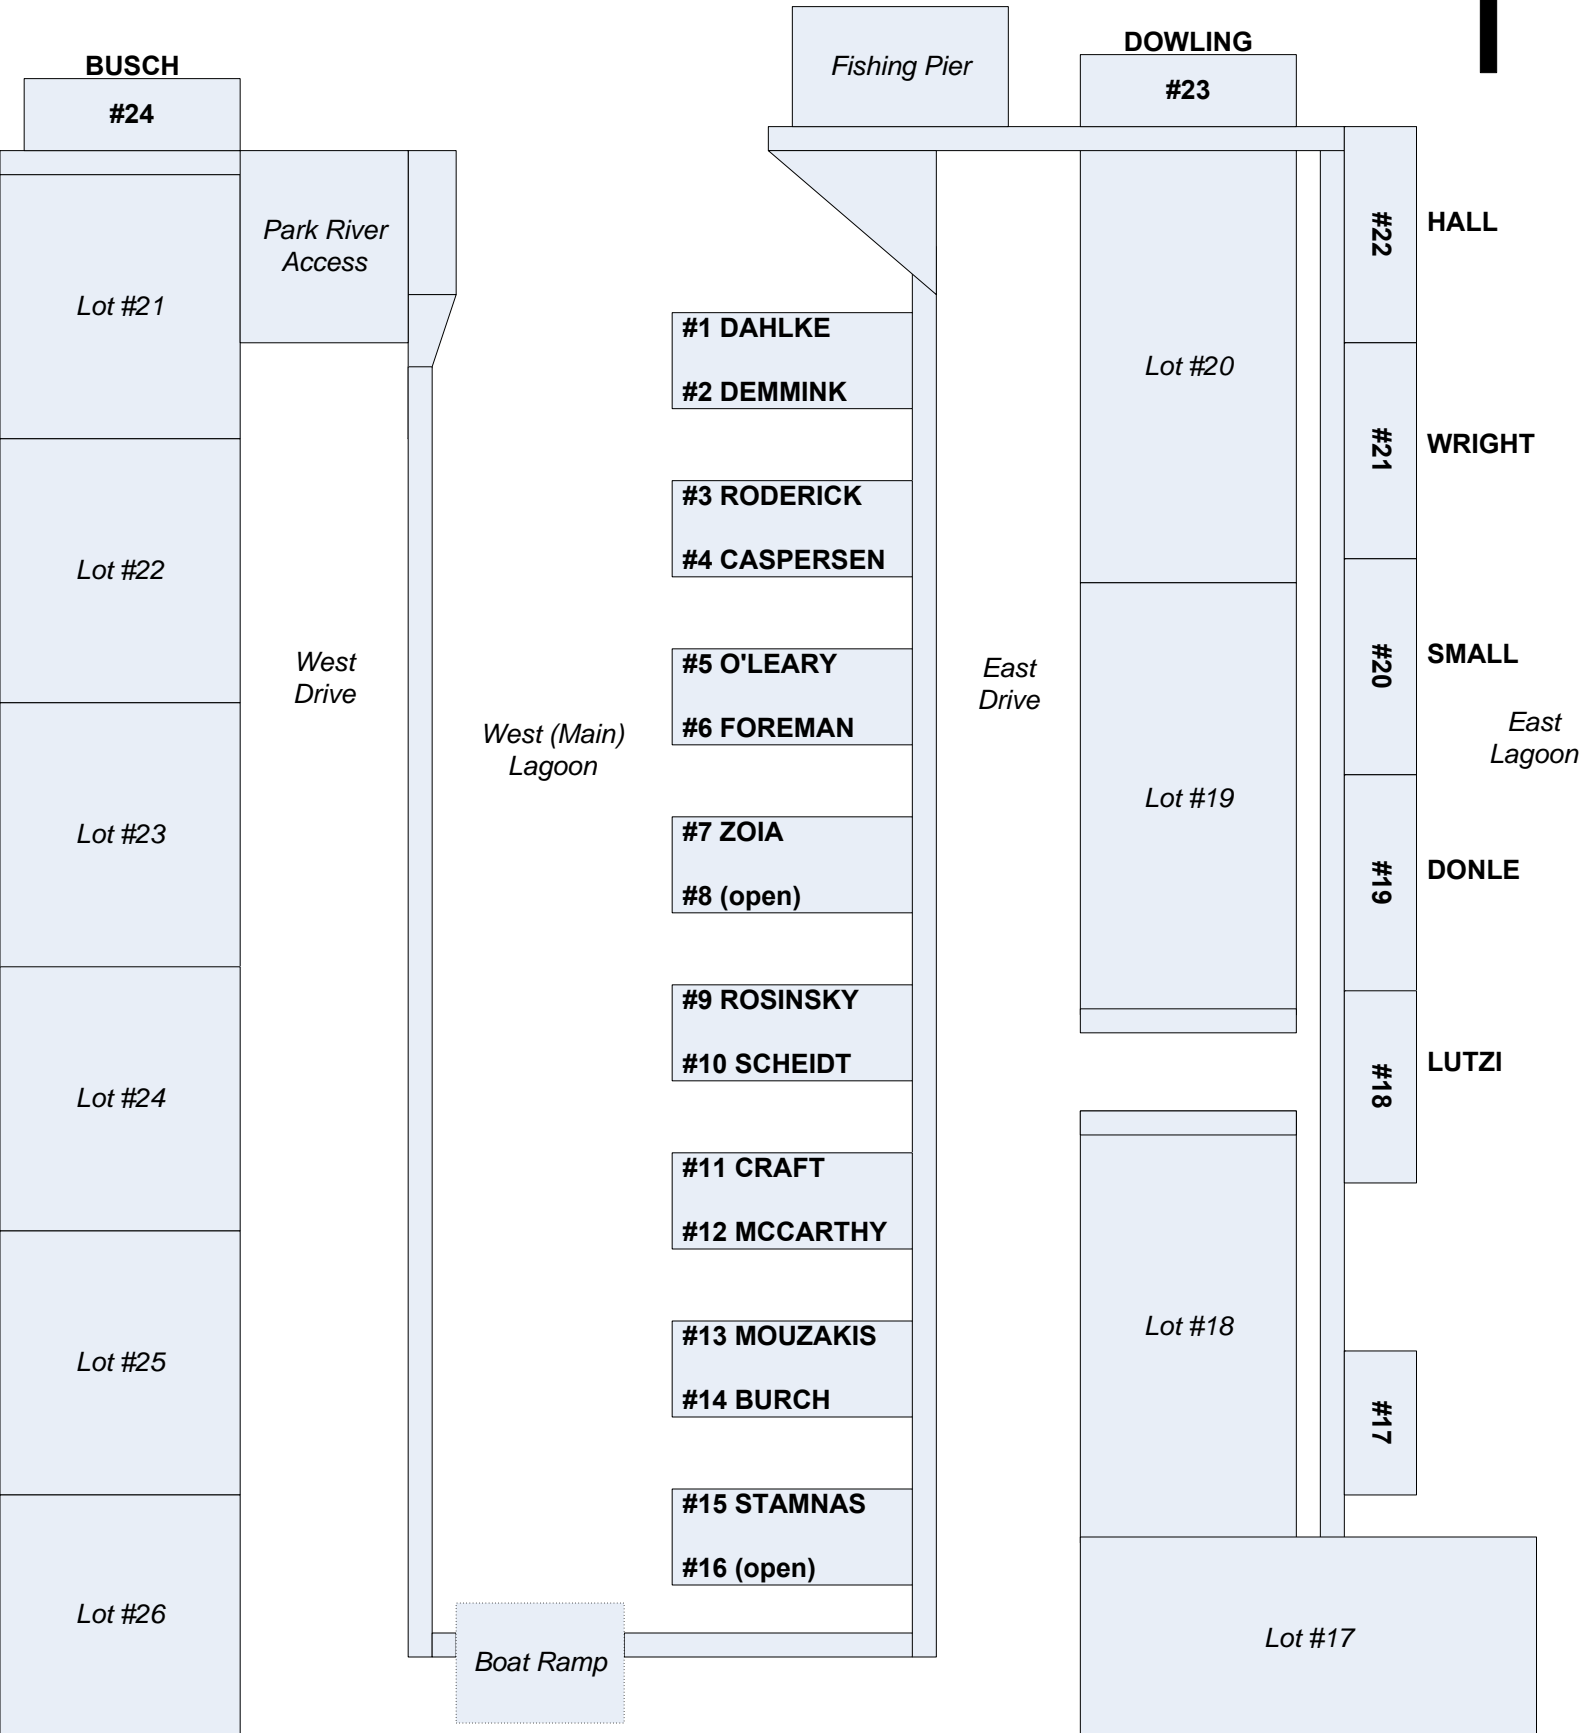 BUSCH
#24
Fishing Pier
DOWLING
#23
Park River
Access
Lot #21
Lot #22
Lot #23
Lot #24
Lot #25
Lot #26
West
Drive
West (Main)
Lagoon
#1 DAHLKE
#2 DEMMINK
#3 RODERICK
#4 CASPERSEN
#5 O'LEARY
#6 FOREMAN
#7 ZOIA
#8 (open)
#9 ROSINSKY
#10 SCHEIDT
#11 CRAFT
#12 MCCARTHY
#13 MOUZAKIS
#14 BURCH
#15 STAMNAS
#16 (open)
Boat Ramp
East
Drive
Lot #20
Lot #19
Lot #18
Lot #17
#22
HALL
#21
WRIGHT
#20
SMALL
#19
DONLE
#18
LUTZI
#17
East
Lagoon